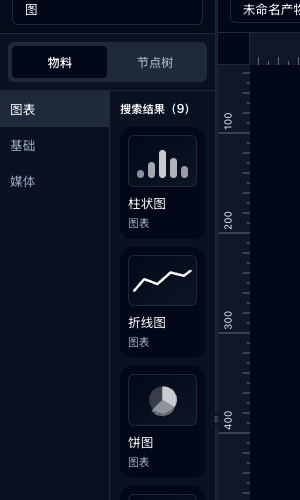 图
未命名产物
物料
节点树
图表
基础
媒体
搜索结果（9）
柱状图
图表
折线图
图表
饼图
图表
100
200
300
400